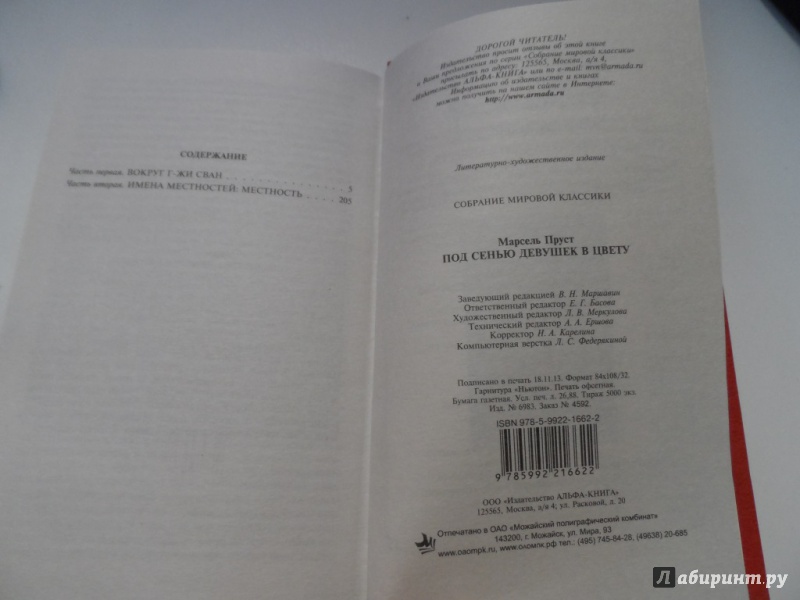 СОДЕРЖАНИЕ
Часть первая. ВОКРУГ Г-ЖИ СВАН . . . . . . . . . . . . . . 5
Часть вторая. ИМЕНА МЕСТНОСТЕЙ: МЕСТНОСТЬ . . . . . 205
ДОРОГОЙ ЧИТАТЕЛЬ!
Издательство просит отзывы об этой книге
и Ваши предложения по серии «Собрание мировой классики»
присылать по адресу: 125565, Москва, а/я 4,
«Издательство АЛЬФА-КНИГА» или по e-mail: mvn@armada.ru
Информацию об издательстве и книгах
можно получить на нашем сайте в Интернете:
http://www.armada.ru
Литературно-художественное издание
СОБРАНИЕ МИРОВОЙ КЛАССИКИ
Марсель Пруст
ПОД СЕНЬЮ ДЕВУШЕК В ЦВЕТУ
Заведующий редакцией В. Н. Маршавин
Ответственный редактор Е. Г. Басова
Художественный редактор Л. В. Меркулова
Технический редактор А. А. Ершова
Корректор Н. А. Карелина
Компьютерная верстка Л. С. Федерякиной
Подписано в печать 18.11.13. Формат 84х108/32.
Гарнитура «Ньютон». Печать офсетная.
Бумага газетная. Усл. печ. л. 26,88. Тираж 5000 экз.
Изд. № 6983. Заказ № 4592.
ISBN 978-5-9922-1662-2
9 785992 216622
ООО «Издательство АЛЬФА-КНИГА»
125565, Москва, а/я 4; ул. Расковой, д. 20
Отпечатано в ОАО «Можайский полиграфический комбинат»
143200, г. Можайск, ул. Мира, 93
www.oaompk.ru, www.оаомпк.рф тел.: (495) 745-84-28, (49638) 20-685
Лабиринт.ру